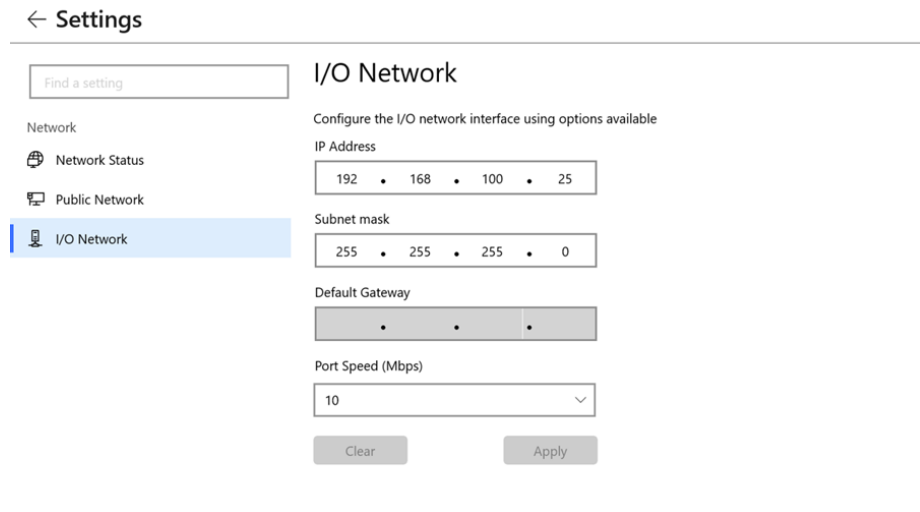 Settings
Find a setting
Network
Network Status
Public Network
I/O Network
I/O Network
Configure the I/O network interface using options available
IP Address
192 . 168 . 100 . 25
Subnet mask
255 . 255 . 255 . 0
Default Gateway
. . .
Port Speed (Mbps)
10
Clear Apply